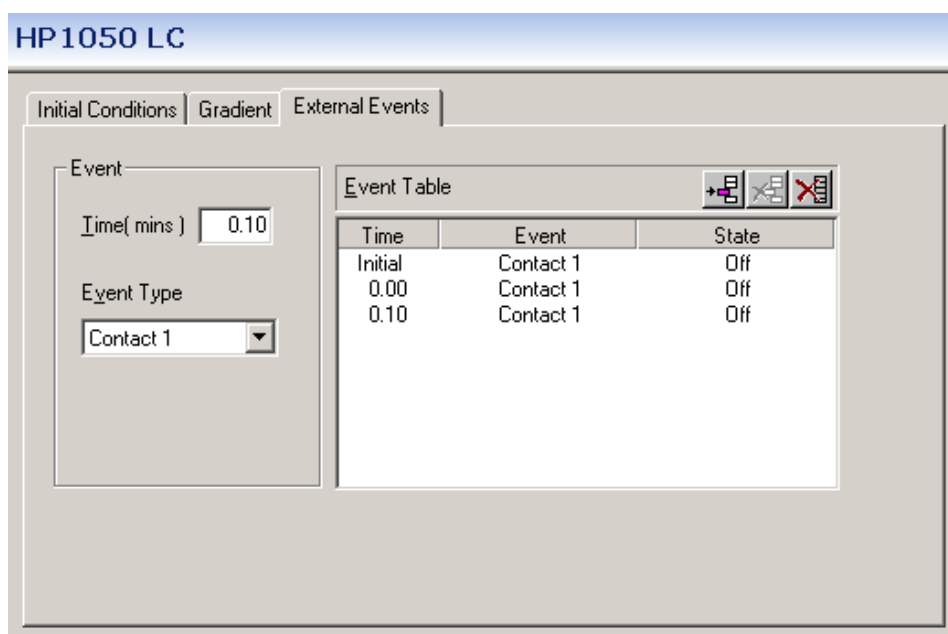 HP1050 LC
Initial Conditions Gradient External Events
Event
Time( mins ) 0.10
Event Type
Contact 1
Event Table
Time Event State
Initial Contact 1 Off
0.00 Contact 1 Off
0.10 Contact 1 Off